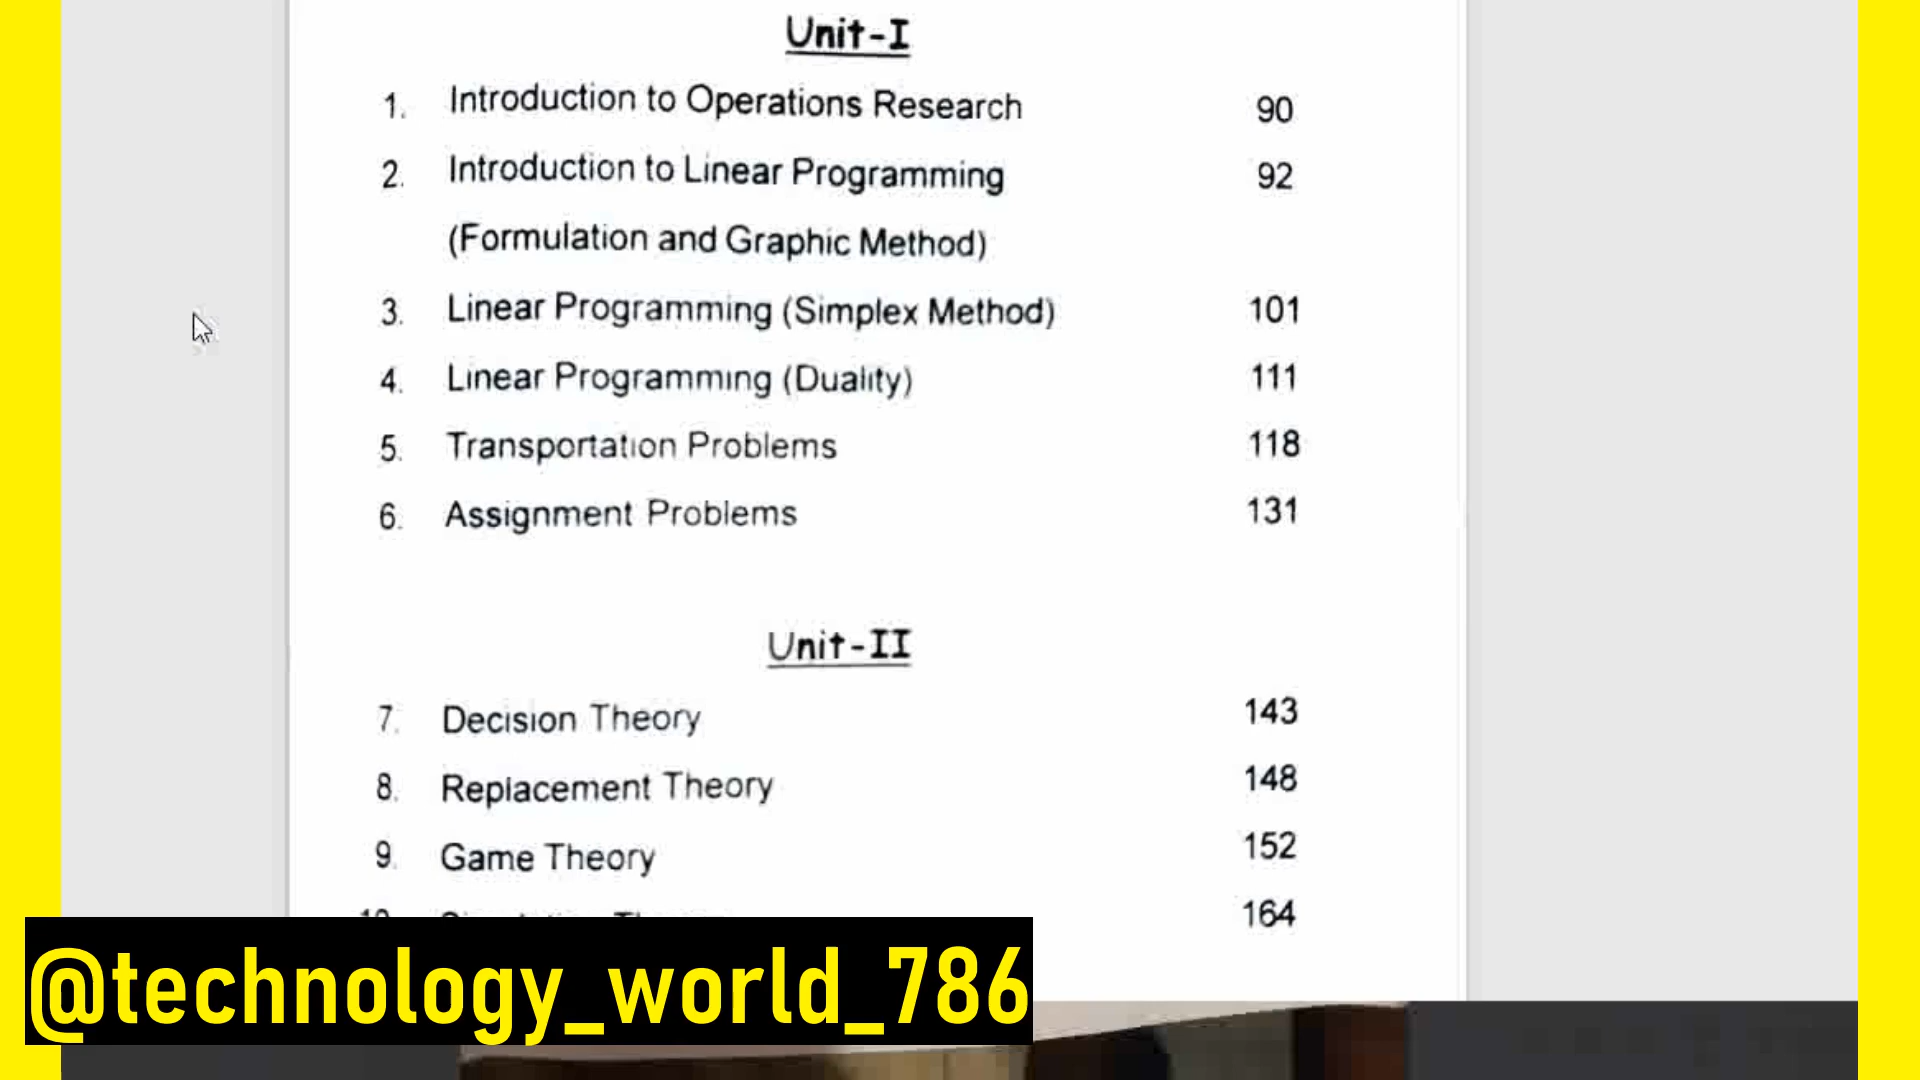 Unit-I
1. Introduction to Operations Research 90
2. Introduction to Linear Programming 92
(Formulation and Graphic Method)
3. Linear Programming (Simplex Method) 101
4. Linear Programming (Duality) 111
5. Transportation Problems 118
6. Assignment Problems 131
Unit-II
7. Decision Theory 143
8. Replacement Theory 148
9. Game Theory 152
164
@technology_world_786